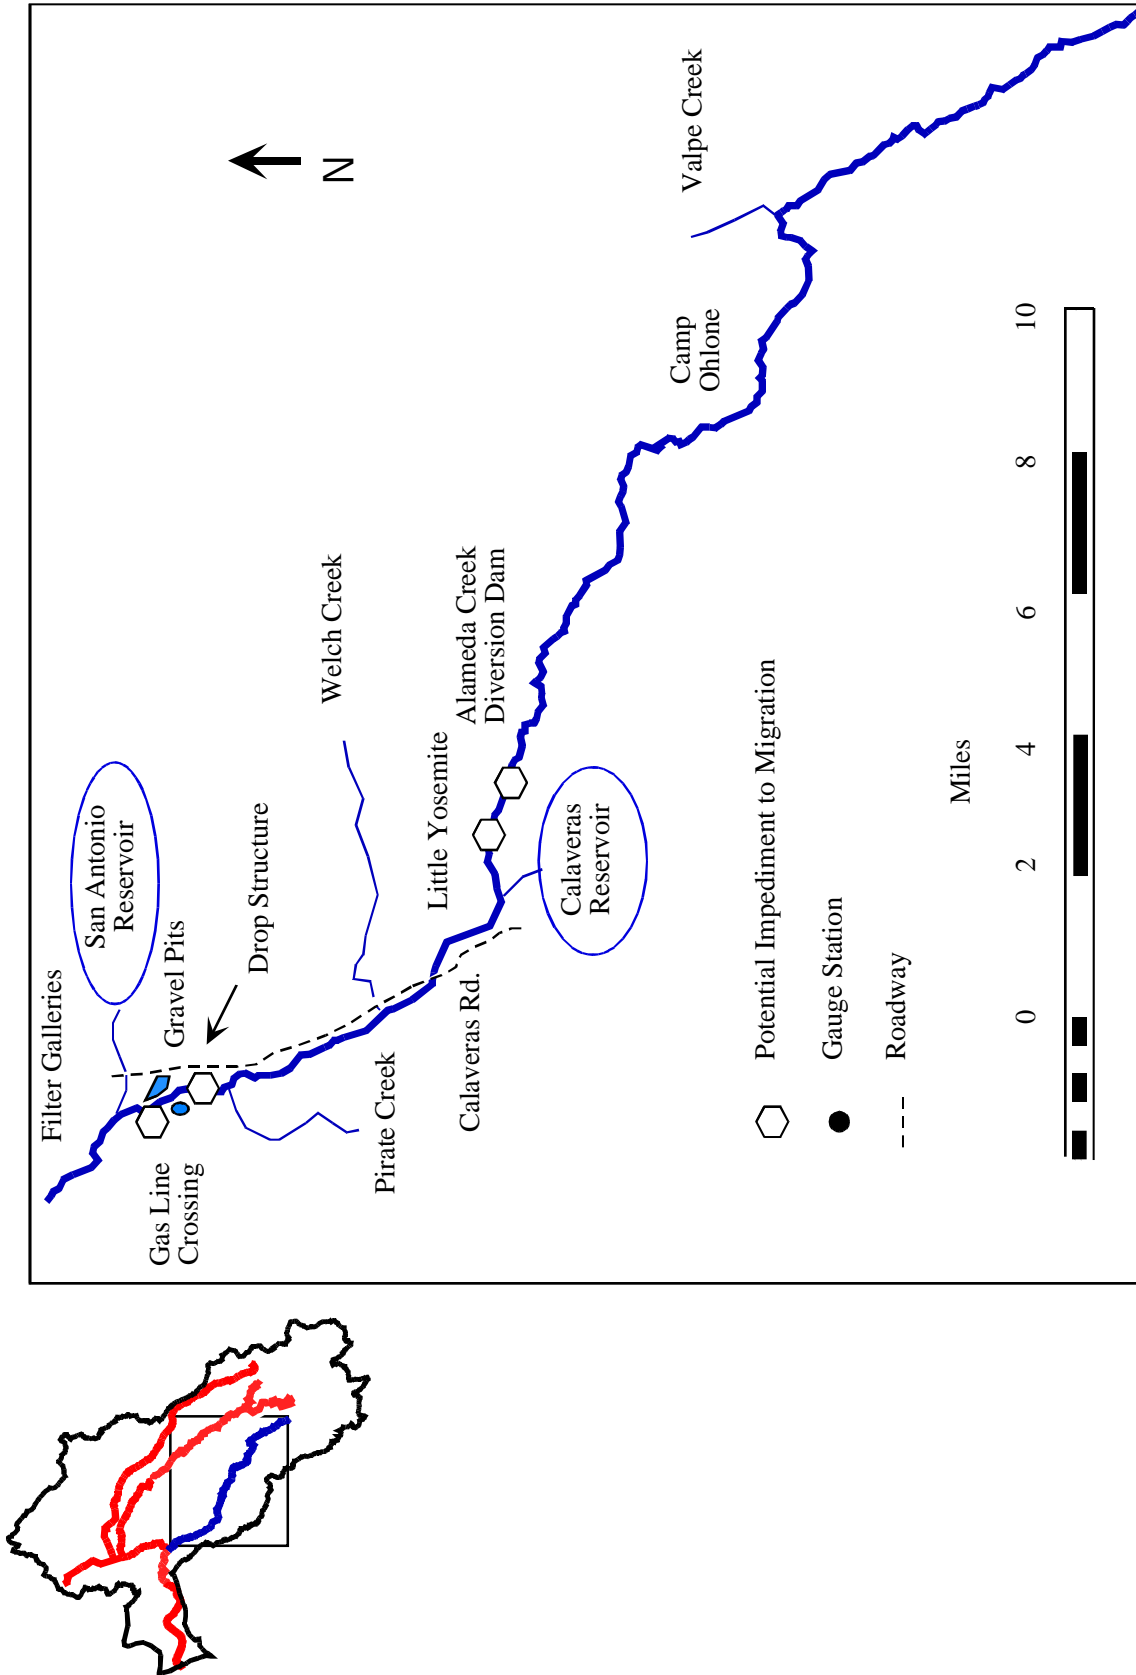 Filter Galleries
San Antonio
Reservoir
Gravel Pits
Drop Structure
Gas Line
Crossing
Welch Creek
Pirate Creek
Calaveras Rd.
Little Yosemite
Alameda Creek
Diversion Dam
Calaveras
Reservoir
Camp
Ohlone
Valpe Creek
N
Potential Impediment to Migration
Gauge Station
Roadway
Miles
0 2 4 6 8 10